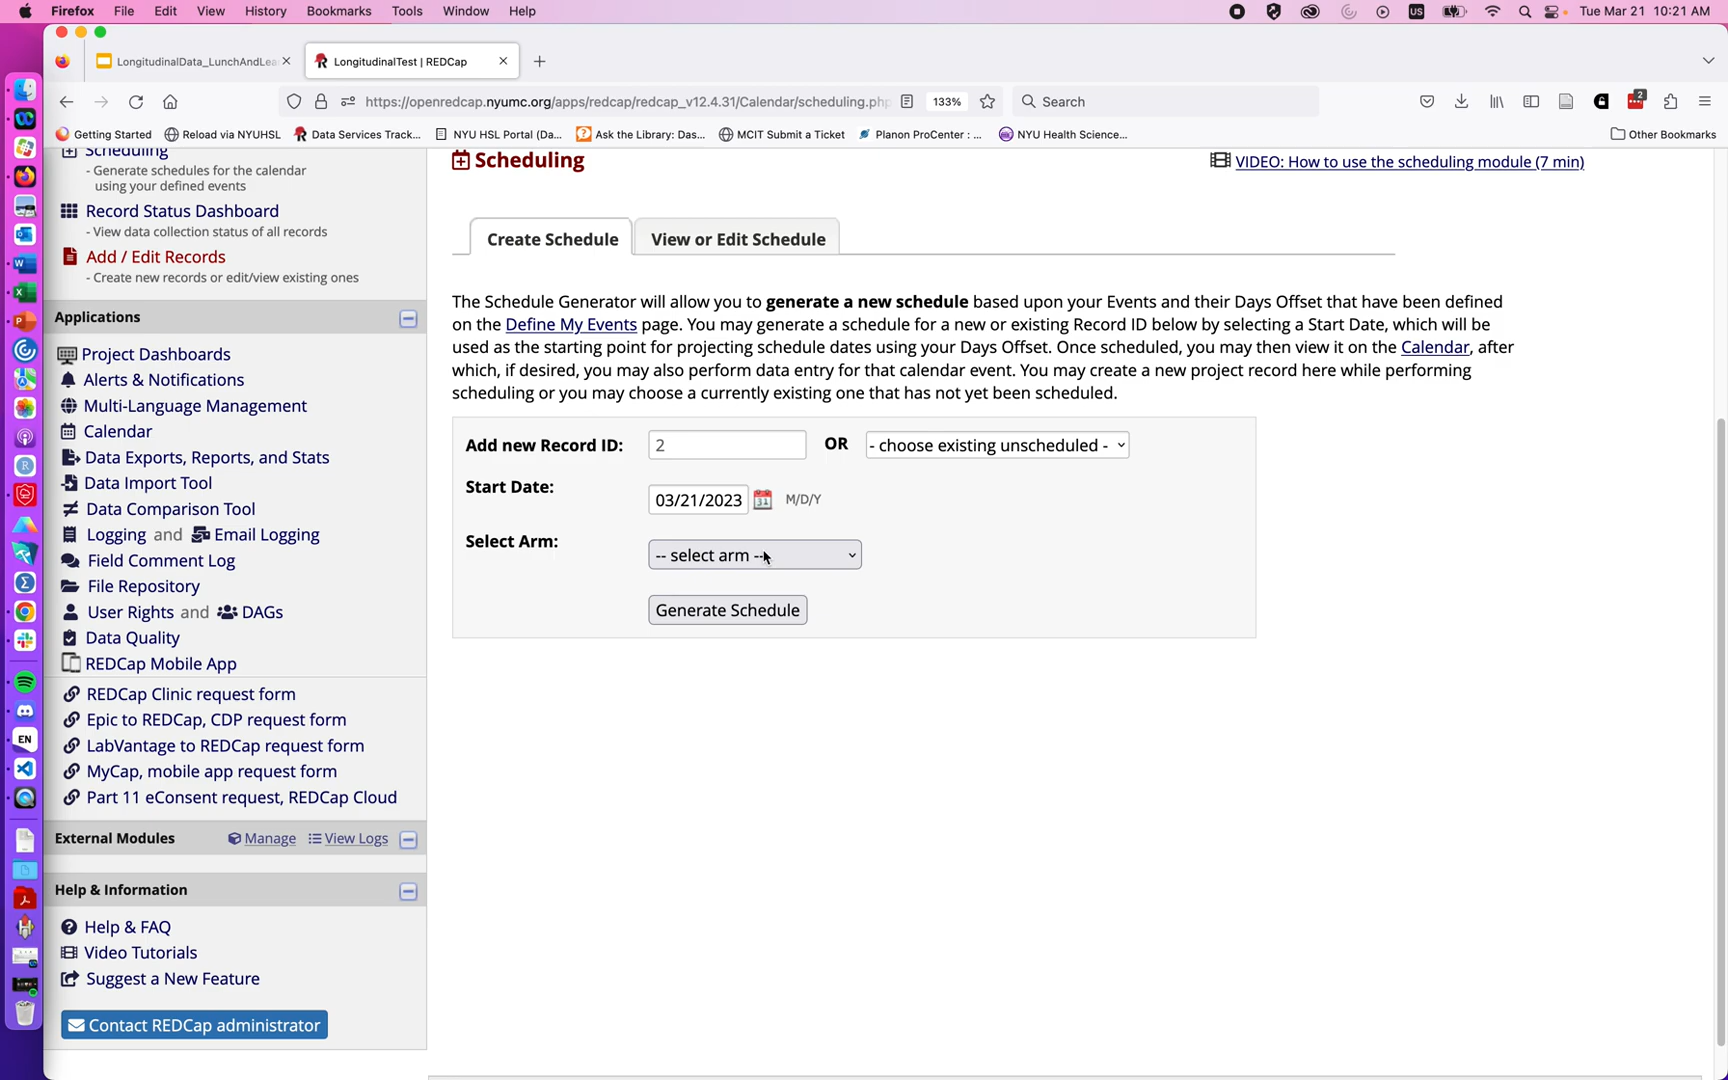 Firefox File Edit View History Bookmarks Tools Window Help US Tue Mar 21 10:21 AM
LongitudinalData_LunchAndLea LongitudinalTest | REDCap
https://openredcap.nyumc.org/apps/redcap/redcap_v12.4.31/Calendar/scheduling.php 133% Search 2
Getting Started Reload via NYUHSL Data Services Track... NYU HSL Portal (Da... Ask the Library: Das... MCIT Submit a Ticket Planon ProCenter : ... NYU Health Science... Other Bookmarks
Scheduling
- Generate schedules for the calendar
using your defined events
Record Status Dashboard
- View data collection status of all records
Add / Edit Records
- Create new records or edit/view existing ones
Applications
Project Dashboards
Alerts & Notifications
Multi-Language Management
Calendar
Data Exports, Reports, and Stats
Data Import Tool
Data Comparison Tool
Logging and Email Logging
Field Comment Log
File Repository
User Rights and DAGs
Data Quality
REDCap Mobile App
REDCap Clinic request form
Epic to REDCap, CDP request form
LabVantage to REDCap request form
MyCap, mobile app request form
Part 11 eConsent request, REDCap Cloud
External Modules Manage View Logs
Help & Information
Help & FAQ
Video Tutorials
Suggest a New Feature
Contact REDCap administrator
Scheduling
VIDEO: How to use the scheduling module (7 min)
Create Schedule View or Edit Schedule
The Schedule Generator will allow you to generate a new schedule based upon your Events and their Days Offset that have been defined
on the Define My Events page. You may generate a schedule for a new or existing Record ID below by selecting a Start Date, which will be
used as the starting point for projecting schedule dates using your Days Offset. Once scheduled, you may then view it on the Calendar, after
which, if desired, you may also perform data entry for that calendar event. You may create a new project record here while performing
scheduling or you may choose a currently existing one that has not yet been scheduled.
Add new Record ID: 2 OR - choose existing unscheduled -
Start Date: 03/21/2023 31 M/D/Y
Select Arm: -- select arm --
Generate Schedule
EN